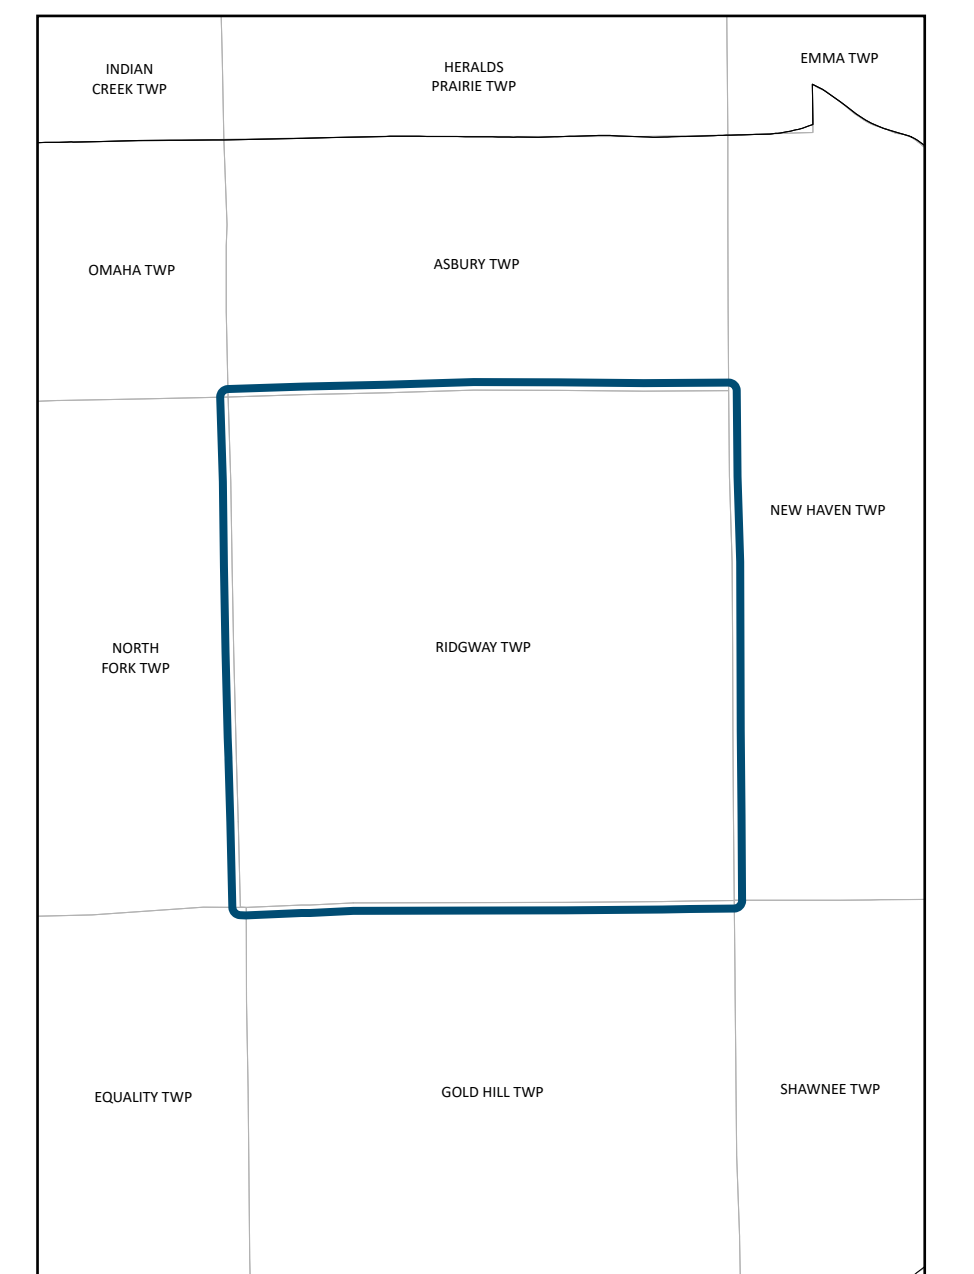 INDIAN
CREEK TWP
HERALDS
PRAIRIE TWP
EMMA TWP
OMAHA TWP
ASBURY TWP
NEW HAVEN TWP
NORTH
FORK TWP
RIDGWAY TWP
EQUALITY TWP
GOLD HILL TWP
SHAWNEE TWP